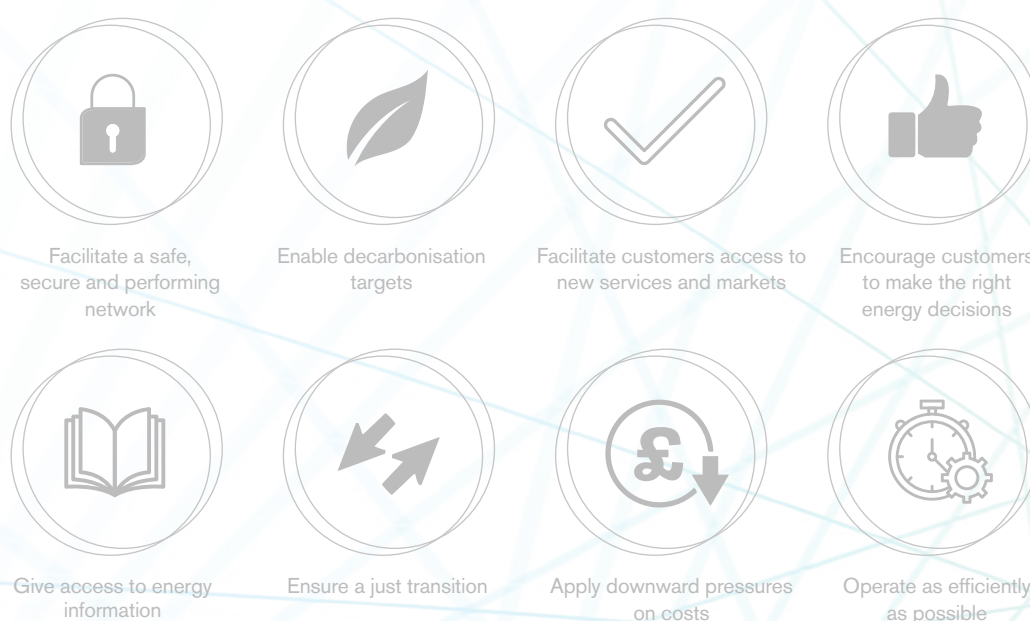 Facilitate a safe,
secure and performing
network
Enable decarbonisation
targets
Facilitate customers access to
new services and markets
Encourage customers
to make the right
energy decisions
£
Give access to energy
information
Ensure a just transition
Apply downward pressures
on costs
Operate as efficiently
as possible